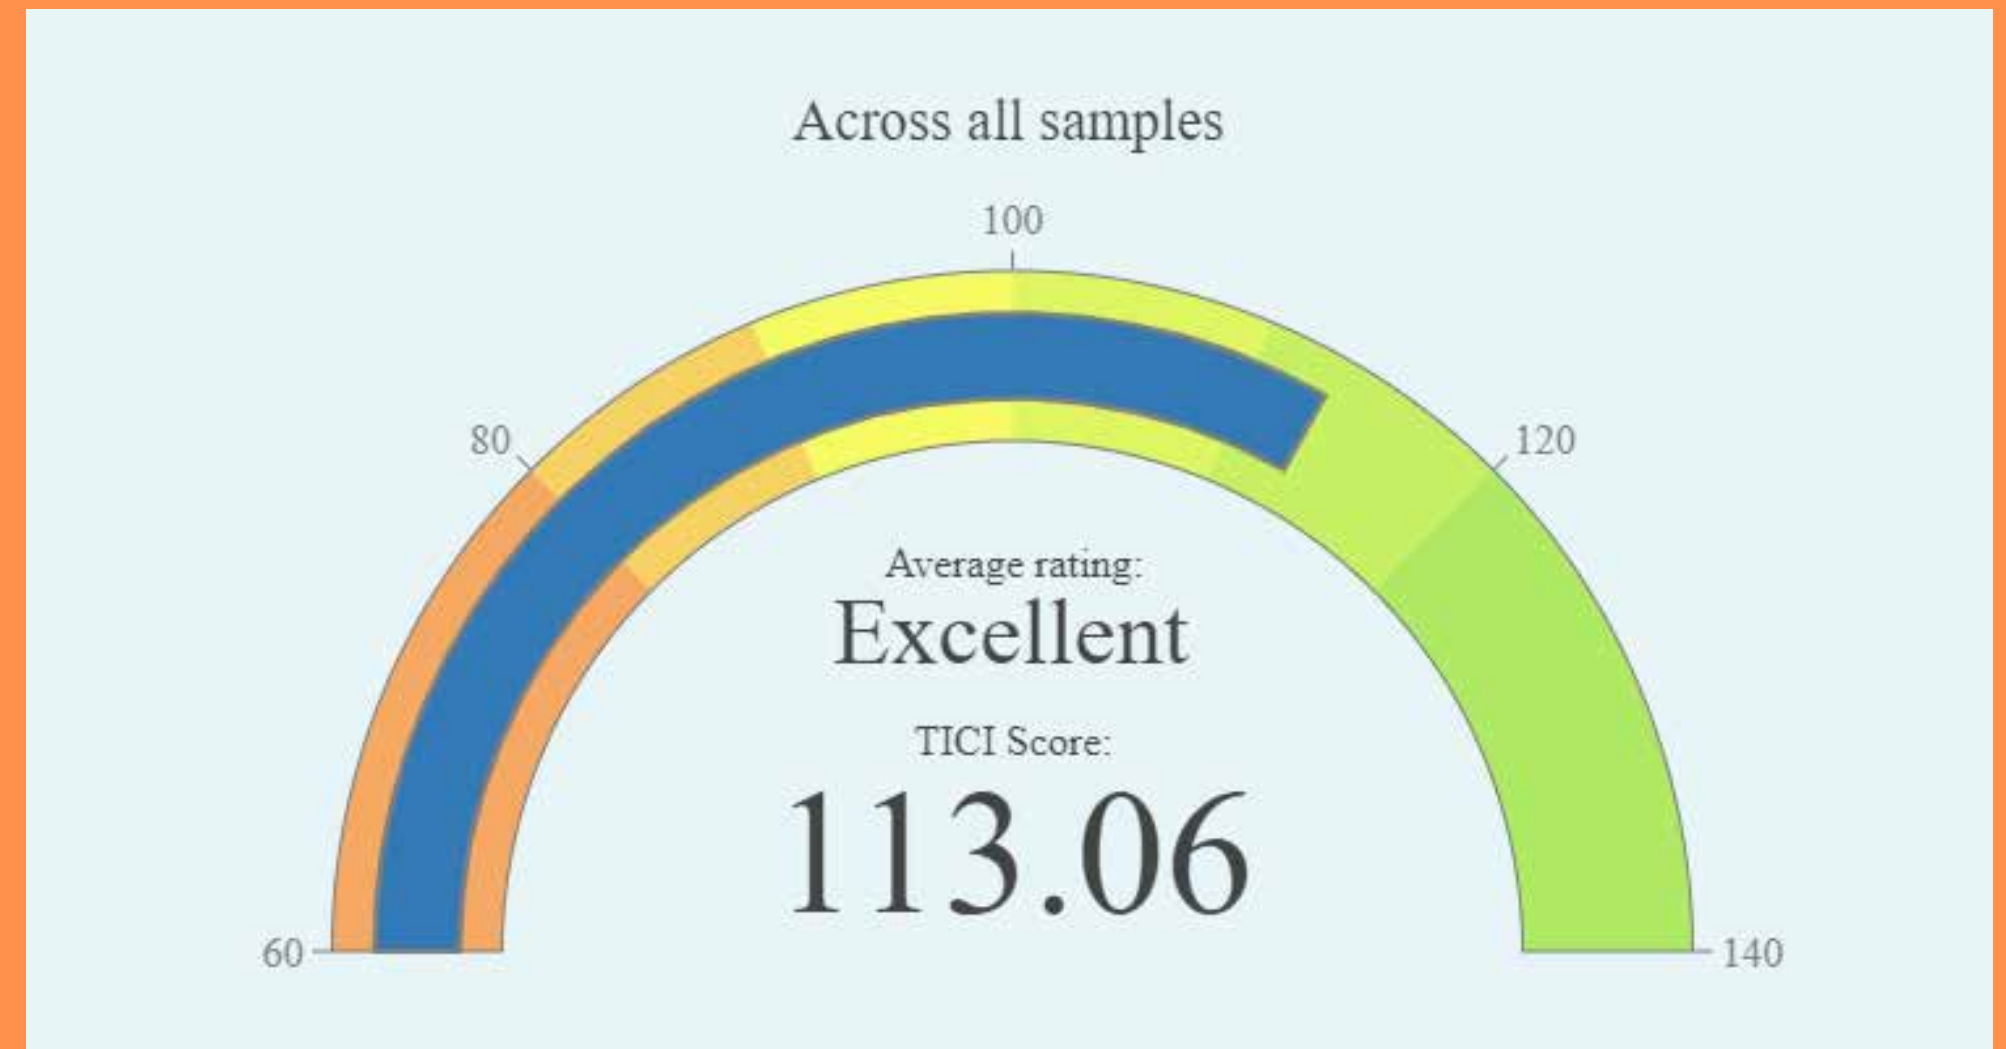 Across all samples
100
80
120
Average rating:
Excellent
TICI Score:
113.06
60
140